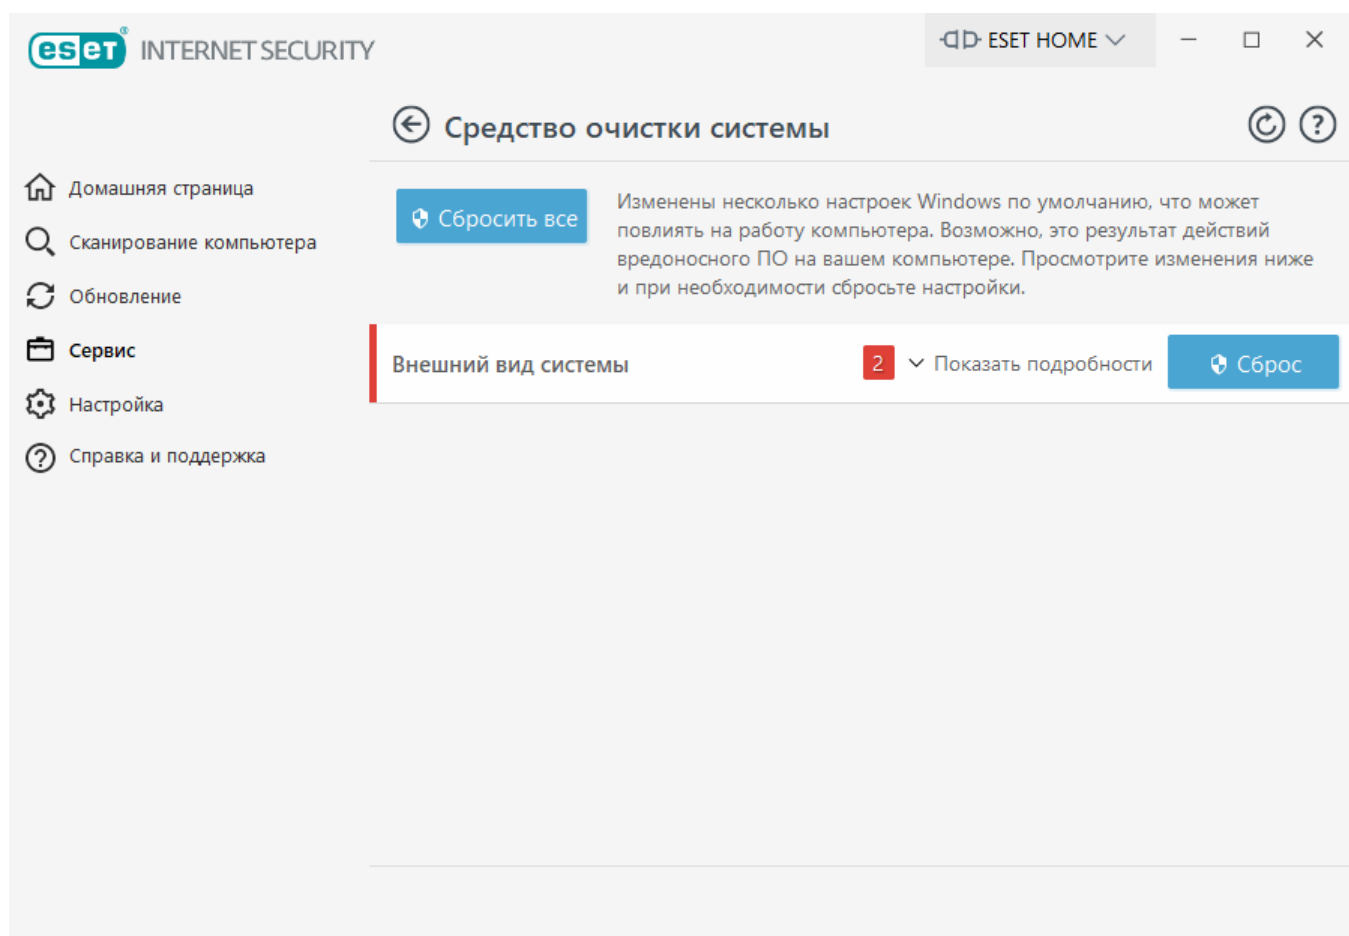 eset® INTERNET SECURITY
ESET HOME
Средство очистки системы
Домашняя страница
Сканирование компьютера
Обновление
Сервис
Настройка
Справка и поддержка
Сбросить все
Изменены несколько настроек Windows по умолчанию, что может
повлиять на работу компьютера. Возможно, это результат действий
вредоносного ПО на вашем компьютере. Просмотрите изменения ниже
и при необходимости сбросьте настройки.
Внешний вид системы 2 Показать подробности Сброс